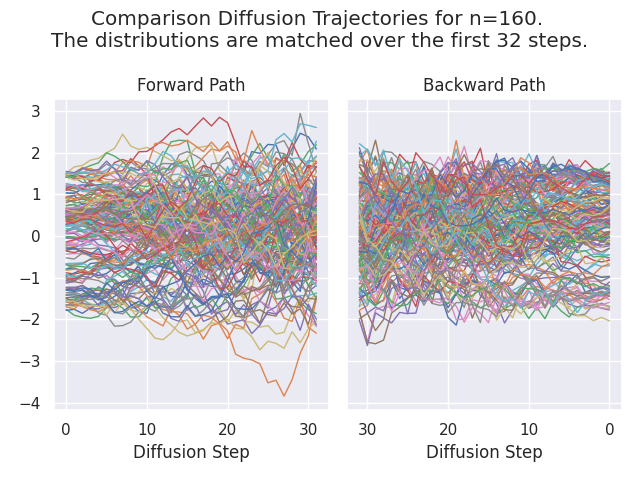 Comparison Diffusion Trajectories for n=160.
The distributions are matched over the first 32 steps.
Forward Path
Backward Path
3
2
1
0
−1
−2
−3
−4
0 10 20 30
30 20 10 0
Diffusion Step
Diffusion Step